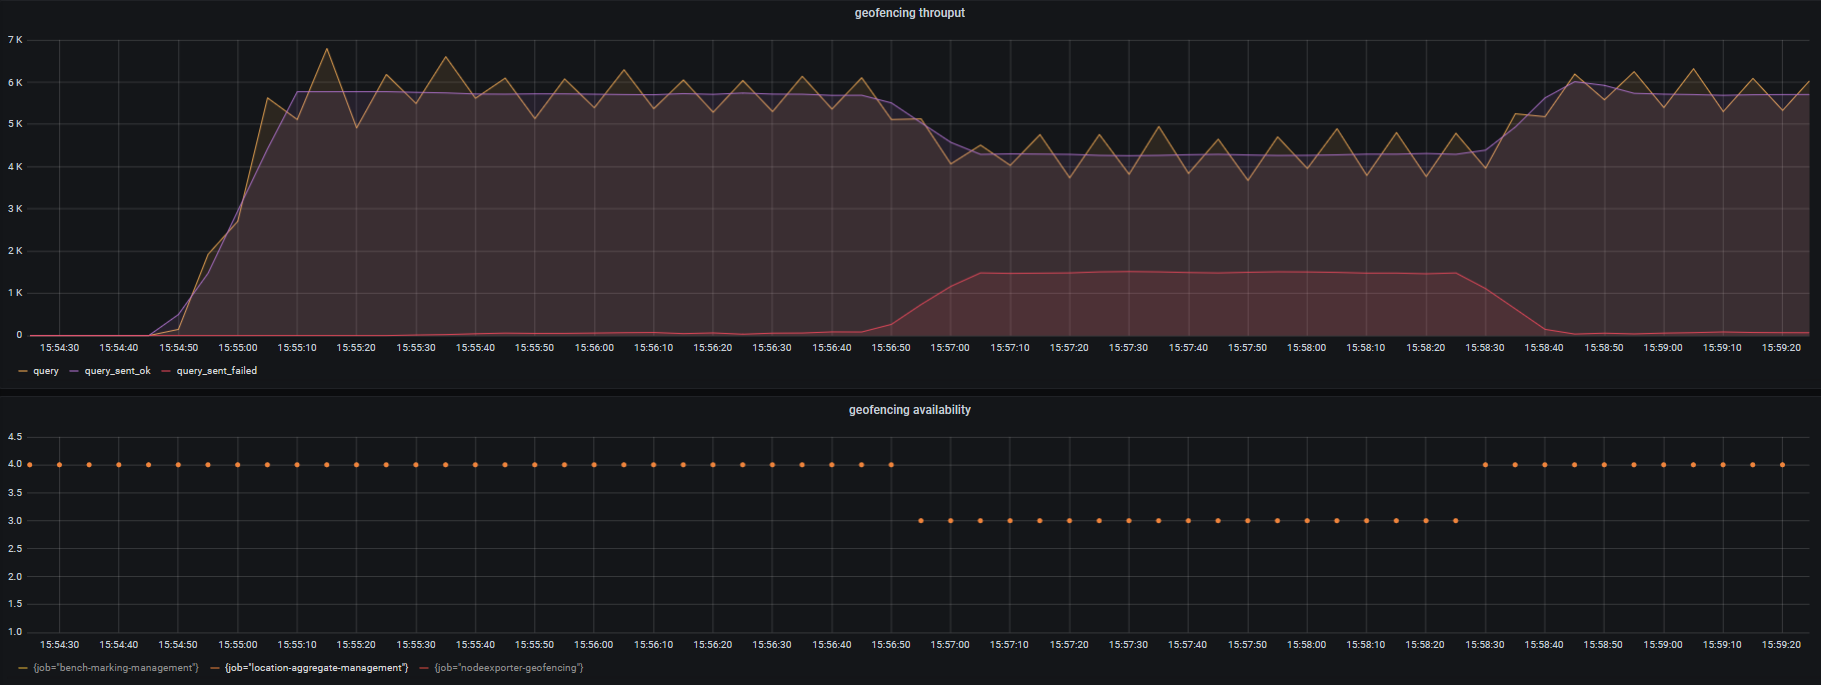 geofencing throuput
7 K
6 K
5 K
4 K
3 K
2 K
1 K
0
15:54:30 15:54:40 15:54:50 15:55:00 15:55:10 15:55:20 15:55:30 15:55:40 15:55:50 15:56:00 15:56:10 15:56:20 15:56:30 15:56:40 15:56:50 15:57:00 15:57:10 15:57:20 15:57:30 15:57:40 15:57:50 15:58:00 15:58:10 15:58:20 15:58:30 15:58:40 15:58:50 15:59:00 15:59:10 15:59:20
query query_sent_ok query_sent_failed
geofencing availability
4.5
4.0
3.5
3.0
2.5
2.0
1.5
1.0
15:54:30 15:54:40 15:54:50 15:55:00 15:55:10 15:55:20 15:55:30 15:55:40 15:55:50 15:56:00 15:56:10 15:56:20 15:56:30 15:56:40 15:56:50 15:57:00 15:57:10 15:57:20 15:57:30 15:57:40 15:57:50 15:58:00 15:58:10 15:58:20 15:58:30 15:58:40 15:58:50 15:59:00 15:59:10 15:59:20
{job="bench-marking-management"} {job="location-aggregate-management"} {job="nodeexporter-geofencing"}